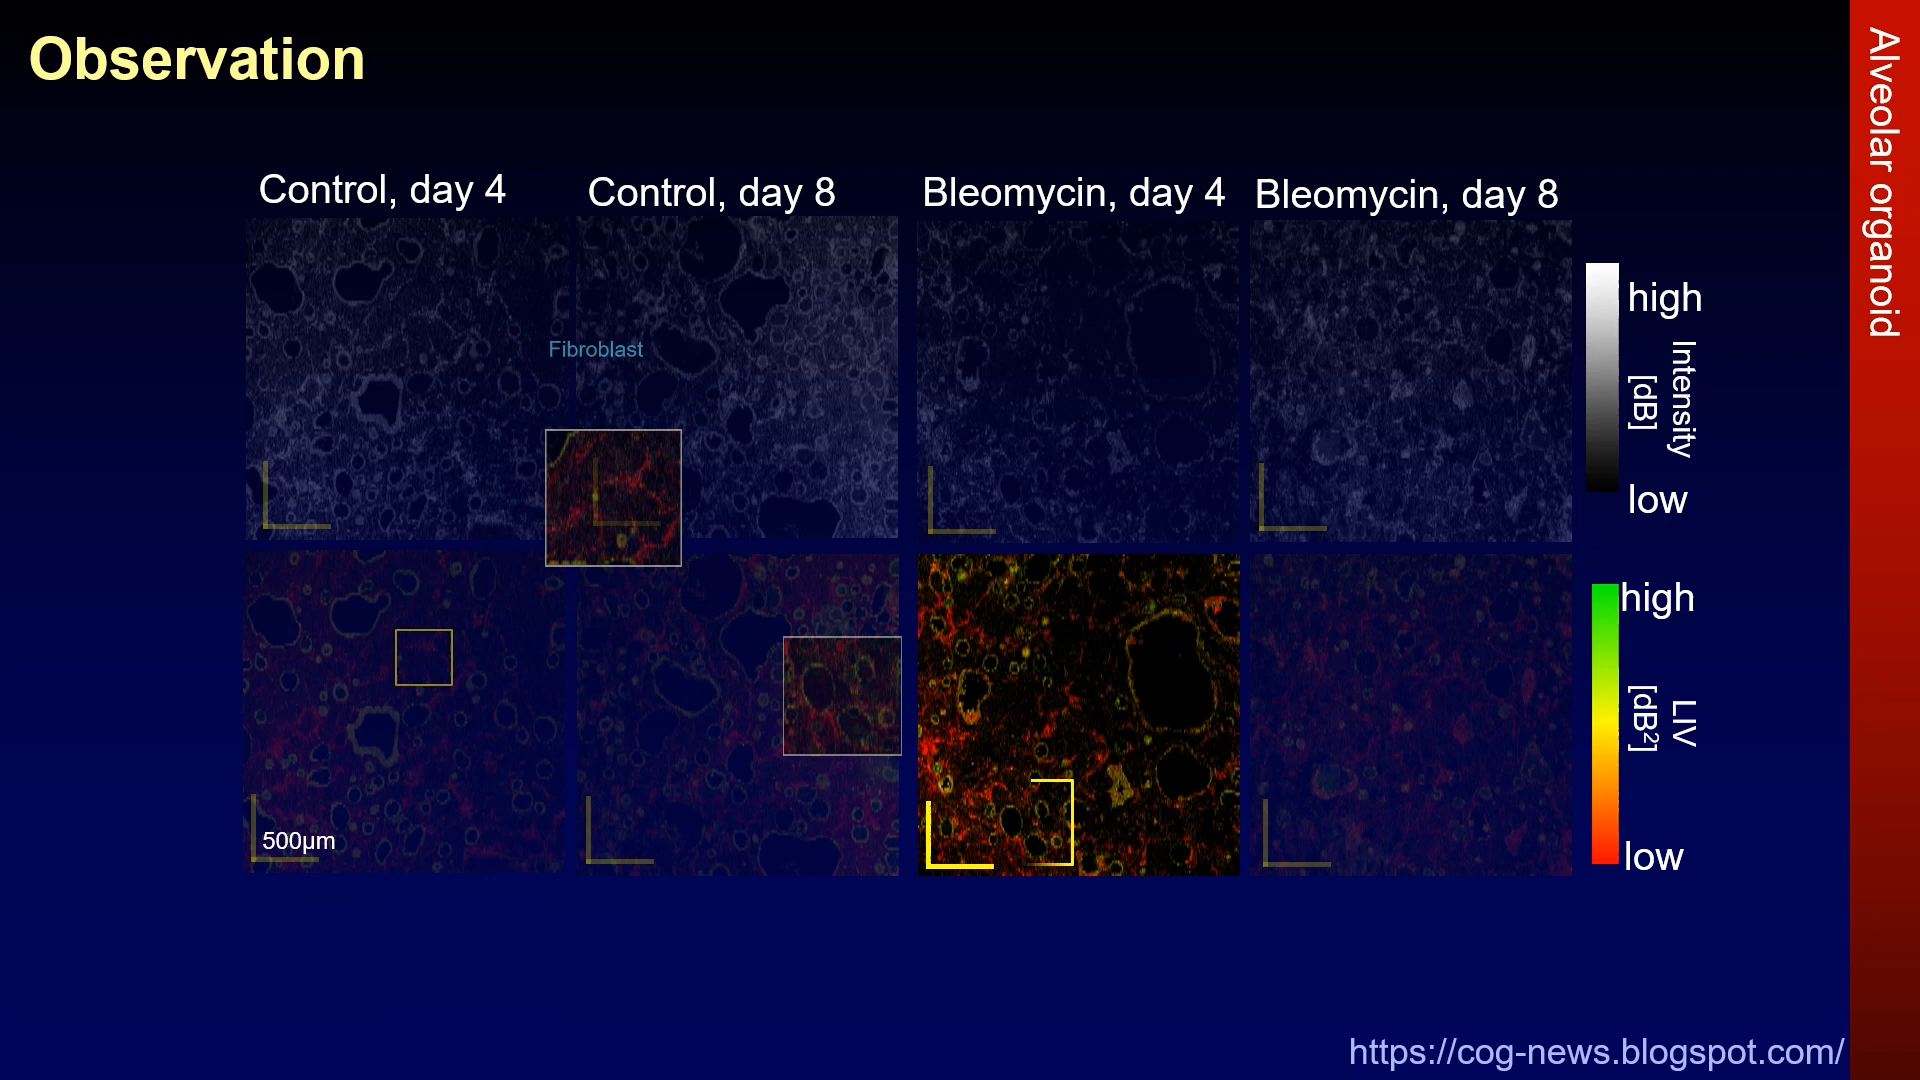 Observation
Alveolar organoid
Control, day 4
Control, day 8
Bleomycin, day 4
Bleomycin, day 8
Fibroblast
high
Intensity
[dB]
low
high
LIV
[dB²]
low
500μm
https://cog-news.blogspot.com/